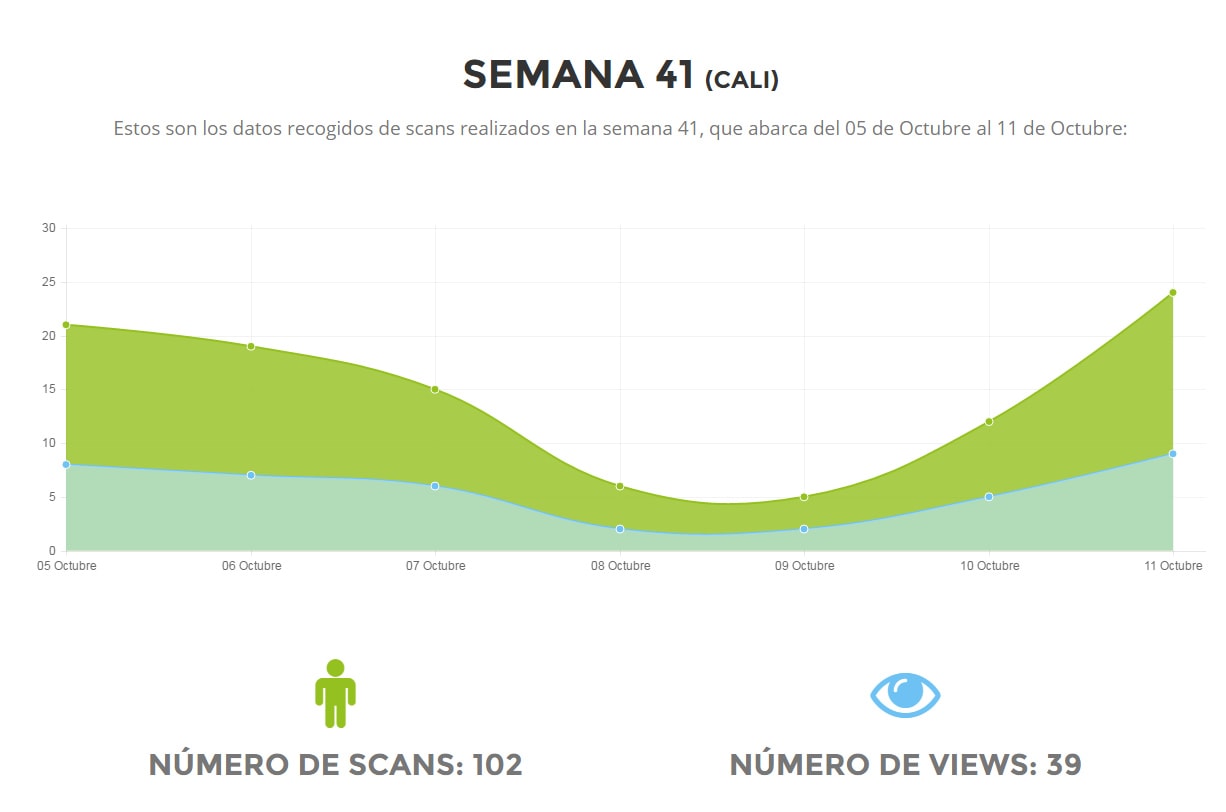 SEMANA 41 (CALI)
Estos son los datos recogidos de scans realizados en la semana 41, que abarca del 05 de Octubre al 11 de Octubre:
30
25
20
15
10
5
0
05 Octubre 06 Octubre 07 Octubre 08 Octubre 09 Octubre 10 Octubre 11 Octubre
NÚMERO DE SCANS: 102 NÚMERO DE VIEWS: 39